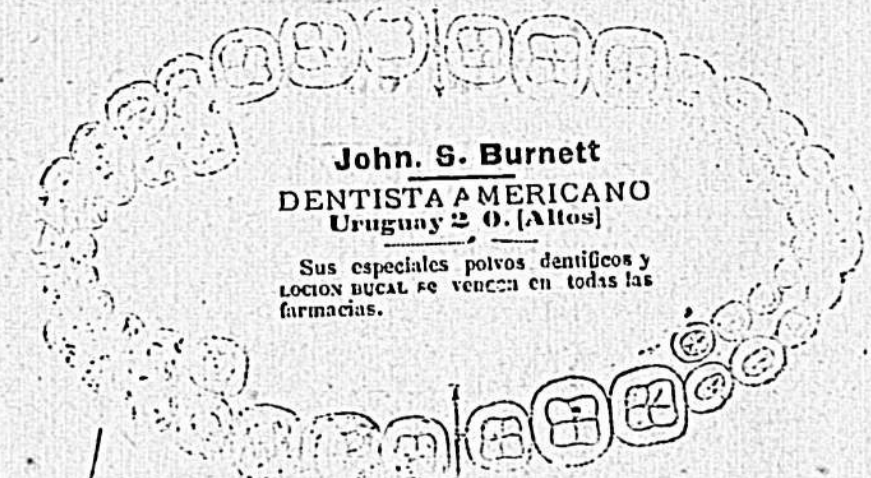 John. S. Burnett
DENTISTA AMERICANO
Uruguay 2 0. [Altos]
Sus especiales polvos dentificos y
LOCION BUCAL se vencen en todas las
farmacias.